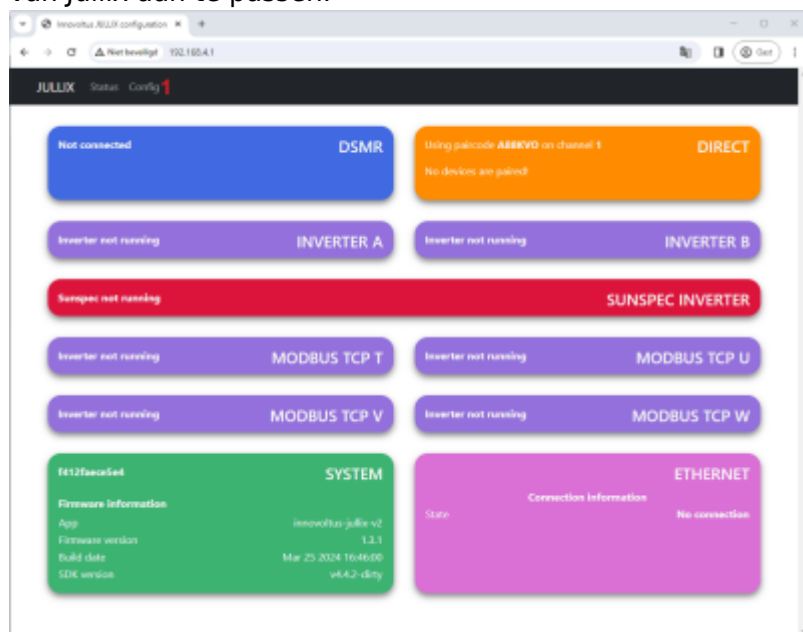 van jullix aan te passen.
Innovoltus JULLIX configuration
Niet beveiligd 192.168.4.1
Gast
JULLIX Status Config 1
Not connected DSMR
Using paircode on channel 1 DIRECT
No devices are paired!
Inverter not running INVERTER A
Inverter not running INVERTER B
Sunspec not running SUNSPEC INVERTER
Inverter not running MODBUS TCP T
Inverter not running MODBUS TCP U
Inverter not running MODBUS TCP V
Inverter not running MODBUS TCP W
f412faece5e4 SYSTEM
Firmware information
App innovoltus-jullix-v2
Firmware version 1.3.1
Build date Mar 25 2024 16:46:00
SDK version v4.4.2-dirty
ETHERNET
Connection information
State No connection